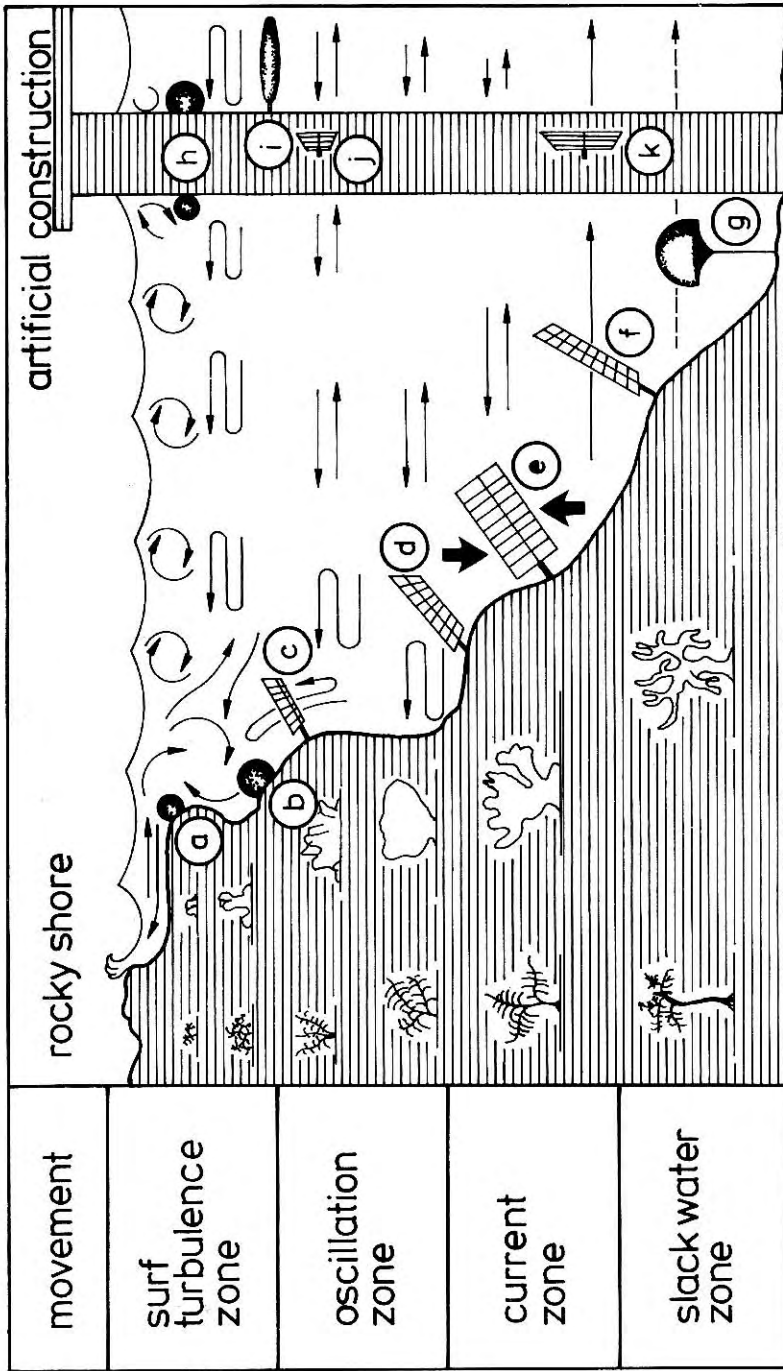 movement
rocky shore
artificial construction
surf
turbulence
zone
oscillation
zone
current
zone
slack water
zone
a
b
c
d
e
f
g
h
i
j
k